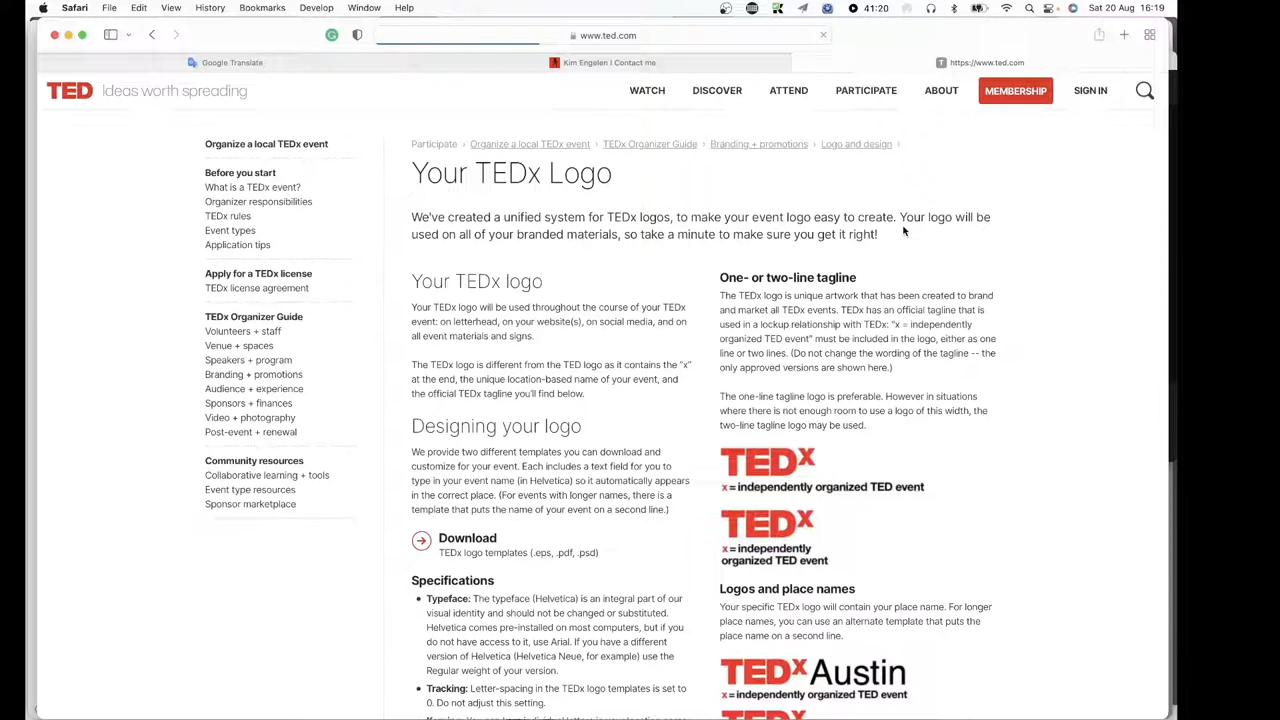 Safari File Edit View History Bookmarks Develop Window Help 41:20 Sat 20 Aug 16:19
www.ted.com
Google Translate Kim Engelen | Contact me T https://www.ted.com
TED Ideas worth spreading WATCH DISCOVER ATTEND PARTICIPATE ABOUT MEMBERSHIP SIGN IN
Organize a local TEDx event
Before you start
What is a TEDx event?
Organizer responsibilities
TEDx rules
Event types
Application tips
Apply for a TEDx license
TEDx license agreement
TEDx Organizer Guide
Volunteers + staff
Venue + spaces
Speakers + program
Branding + promotions
Audience + experience
Sponsors + finances
Video + photography
Post-event + renewal
Community resources
Collaborative learning + tools
Event type resources
Sponsor marketplace
Participate › Organize a local TEDx event › TEDx Organizer Guide › Branding + promotions › Logo and design ›
Your TEDx Logo
We've created a unified system for TEDx logos, to make your event logo easy to create. Your logo will be
used on all of your branded materials, so take a minute to make sure you get it right!
Your TEDx logo
Your TEDx logo will be used throughout the course of your TEDx
event: on letterhead, on your website(s), on social media, and on
all event materials and signs.
The TEDx logo is different from the TED logo as it contains the "x"
at the end, the unique location-based name of your event, and
the official TEDx tagline you'll find below.
Designing your logo
We provide two different templates you can download and
customize for your event. Each includes a text field for you to
type in your event name (in Helvetica) so it automatically appears
in the correct place. (For events with longer names, there is a
template that puts the name of your event on a second line.)
Download
TEDx logo templates (.eps, .pdf, .psd)
Specifications
• Typeface: The typeface (Helvetica) is an integral part of our
visual identity and should not be changed or substituted.
Helvetica comes pre-installed on most computers, but if you
do not have access to it, use Arial. If you have a different
version of Helvetica (Helvetica Neue, for example) use the
Regular weight of your version.
• Tracking: Letter-spacing in the TEDx logo templates is set to
0. Do not adjust this setting.
One- or two-line tagline
The TEDx logo is unique artwork that has been created to brand
and market all TEDx events. TEDx has an official tagline that is
used in a lockup relationship with TEDx: "x = independently
organized TED event" must be included in the logo, either as one
line or two lines. (Do not change the wording of the tagline -- the
only approved versions are shown here.)
The one-line tagline logo is preferable. However in situations
where there is not enough room to use a logo of this width, the
two-line tagline logo may be used.
TEDx
x = independently organized TED event
TEDx
x = independently
organized TED event
Logos and place names
Your specific TEDx logo will contain your place name. For longer
place names, you can use an alternate template that puts the
place name on a second line.
TEDxAustin
x = independently organized TED event